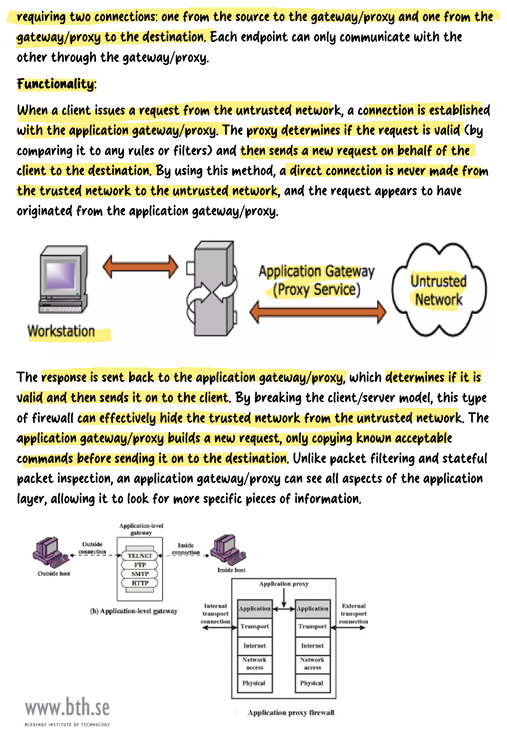 requiring two connections: one from the source to the gateway/proxy and one from the
gateway/proxy to the destination. Each endpoint can only communicate with the
other through the gateway/proxy.
Functionality:
When a client issues a request from the untrusted network, a connection is established
with the application gateway/proxy. The proxy determines if the request is valid (by
comparing it to any rules or filters) and then sends a new request on behalf of the
client to the destination. By using this method, a direct connection is never made from
the trusted network to the untrusted network, and the request appears to have
originated from the application gateway/proxy.
Workstation
Application Gateway
(Proxy Service)
Untrusted
Network
The response is sent back to the application gateway/proxy, which determines if it is
valid and then sends it on to the client. By breaking the client/server model, this type
of firewall can effectively hide the trusted network from the untrusted network. The
application gateway/proxy builds a new request, only copying known acceptable
commands before sending it on to the destination. Unlike packet filtering and stateful
packet inspection, an application gateway/proxy can see all aspects of the application
layer, allowing it to look for more specific pieces of information.
Application-level
gateway
Outside
connection
Inside
connection
TELNET
FTP
SMTP
HTTP
Outside host
Inside host
(b) Application-level gateway
Application proxy
Internal
transport
connection
External
transport
connection
Application
Transport
Internet
Network
access
Physical
Application
Transport
Internet
Network
access
Physical
Application proxy firewall
www.bth.se
BLEKINGE INSTITUTE OF TECHNOLOGY